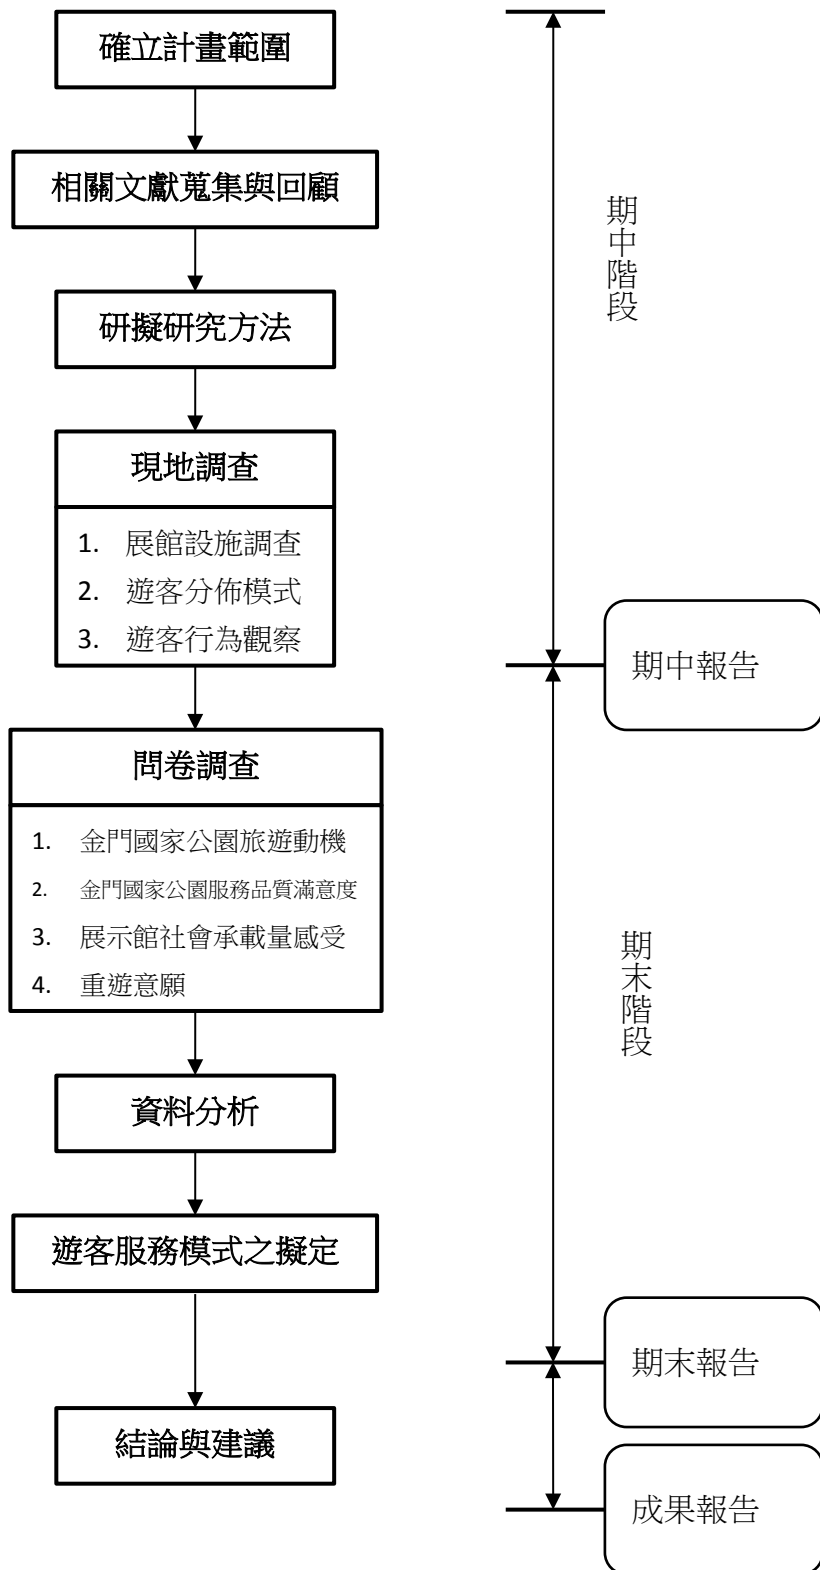 確立計畫範圍
相關文獻蒐集與回顧
研擬研究方法
現地調查
1. 展館設施調查
2. 遊客分佈模式
3. 遊客行為觀察
問卷調查
1. 金門國家公園旅遊動機
2. 金門國家公園服務品質滿意度
3. 展示館社會承載量感受
4. 重遊意願
資料分析
遊客服務模式之擬定
結論與建議
期中階段
期中報告
期末階段
期末報告
成果報告